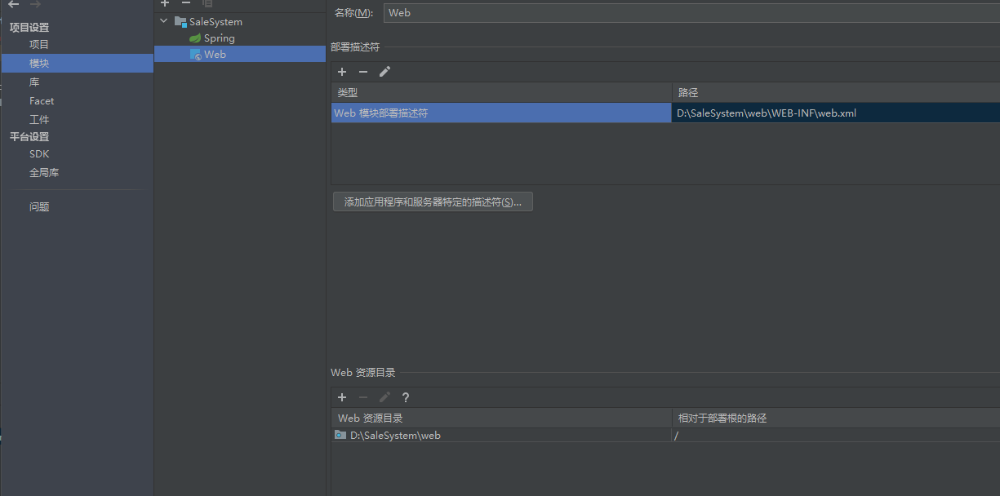 项目设置
项目
模块
库
Facet
工件
平台设置
SDK
全局库
问题
SaleSystem
Spring
Web
名称(M): Web
部署描述符
类型 路径
Web 模块部署描述符 D:\SaleSystem\web\WEB-INF\web.xml
添加应用程序和服务器特定的描述符(S)...
Web 资源目录
?
Web 资源目录 相对于部署根的路径
D:\SaleSystem\web /